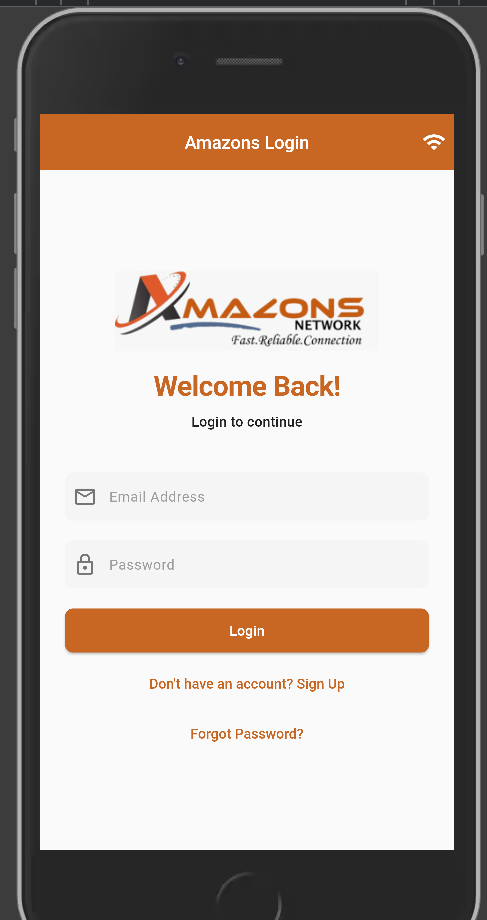 Amazons Login
AMAZONS
NETWORK
Fast.Reliable.Connection
Welcome Back!
Login to continue
Email Address
Password
Login
Don't have an account? Sign Up
Forgot Password?